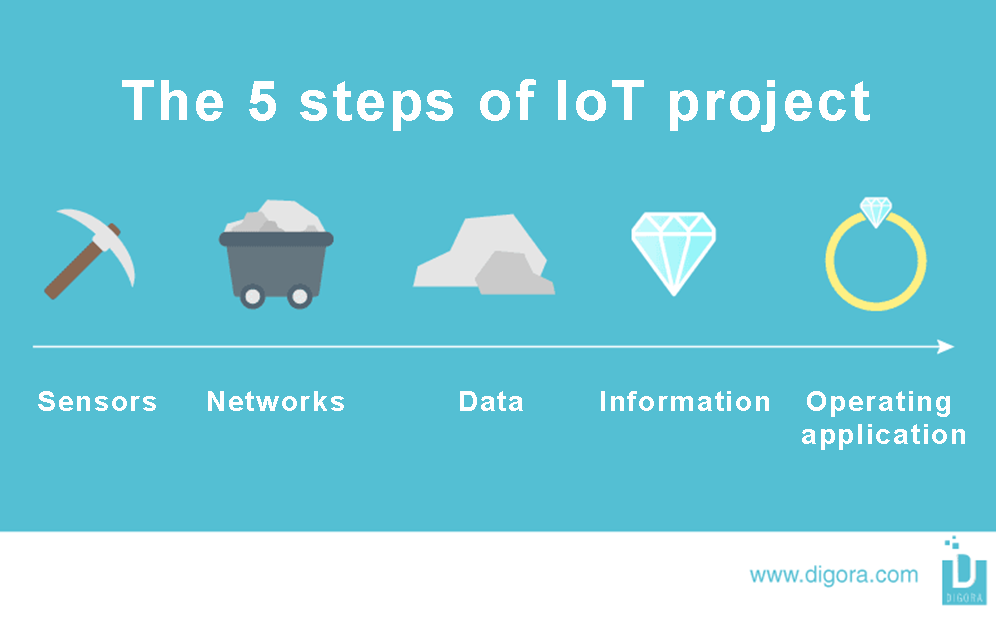 The 5 steps of IoT project
Sensors
Networks
Data
Information
Operating
application
www.digora.com
D
DIGORA